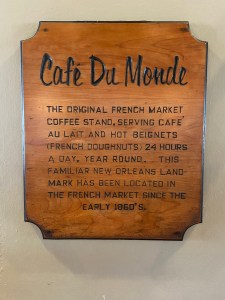 Café Du Monde
THE ORIGINAL FRENCH MARKET
COFFEE STAND, SERVING CAFÉ
AU LAIT AND HOT BEIGNETS
(FRENCH DOUGHNUTS) 24 HOURS
A DAY, YEAR ROUND. THIS
FAMILIAR NEW ORLEANS LAND-
MARK HAS BEEN LOCATED IN
THE FRENCH MARKET SINCE THE
EARLY 1860'S.